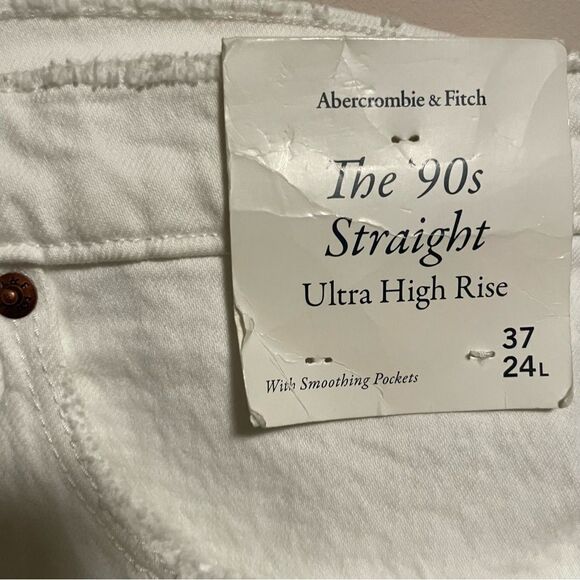 Abercrombie & Fitch
The '90s
Straight
Ultra High Rise
37
24L
With Smoothing Pockets